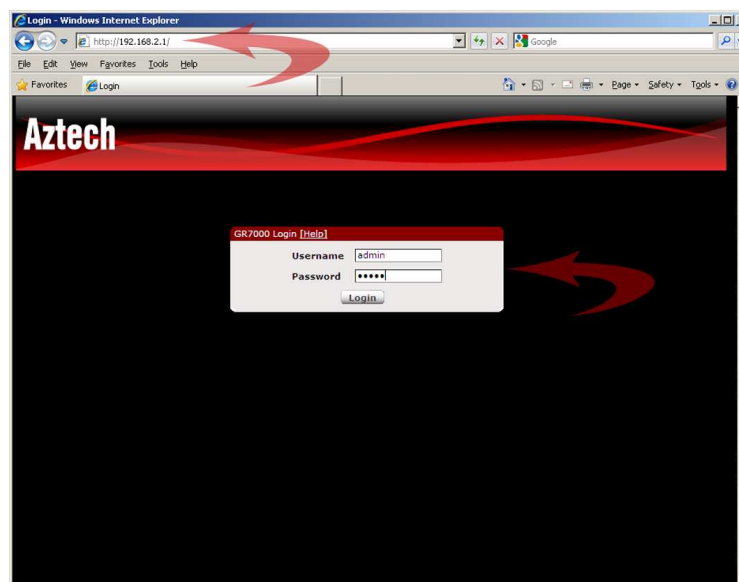 Login - Windows Internet Explorer
http://192.168.2.1/
Google
File Edit View Favorites Tools Help
Favorites Login Page Safety Tools
Aztech
GR7000 Login [Help]
Username admin
Password •••••
Login